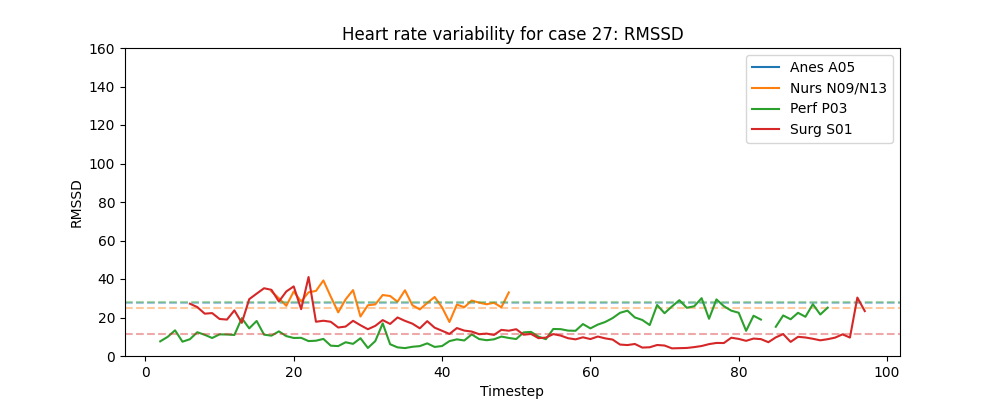 Heart rate variability for case 27: RMSSD
160
140
120
100
80
60
40
20
0
RMSSD
Anes A05
Nurs N09/N13
Perf P03
Surg S01
0
20
40
60
80
100
Timestep